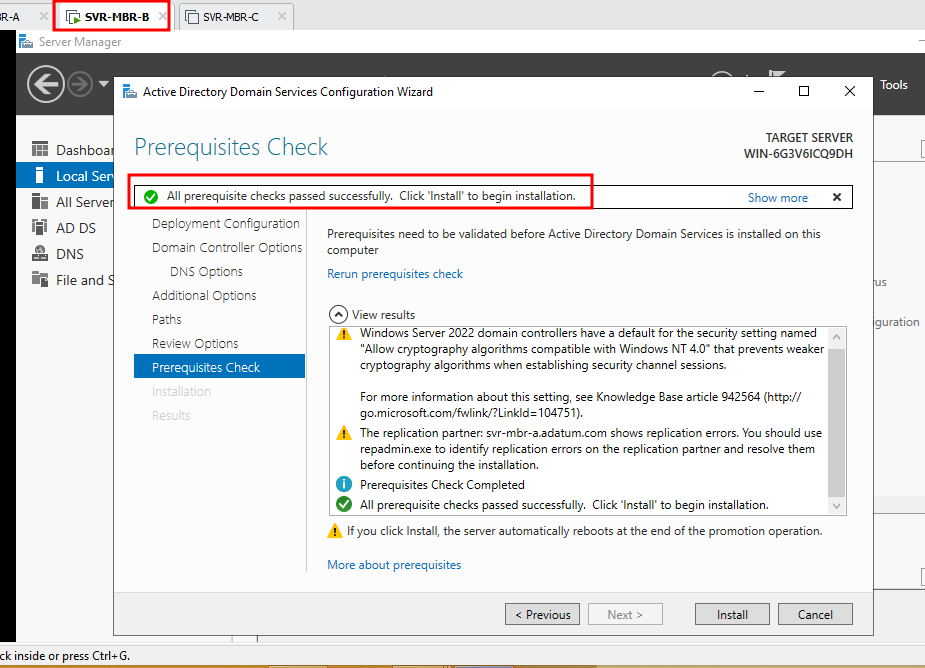 R-A
SVR-MBR-B
SVR-MBR-C
Server Manager
Active Directory Domain Services Configuration Wizard
Tools
Prerequisites Check
TARGET SERVER
WIN-6G3V6ICQ9DH
All prerequisite checks passed successfully. Click 'Install' to begin installation.
Show more
Dashboar
Local Serv
All Server
AD DS
DNS
File and S
Deployment Configuration
Domain Controller Options
DNS Options
Additional Options
Paths
Review Options
Prerequisites Check
Installation
Results
Prerequisites need to be validated before Active Directory Domain Services is installed on this
computer
Rerun prerequisites check
View results
Windows Server 2022 domain controllers have a default for the security setting named
"Allow cryptography algorithms compatible with Windows NT 4.0" that prevents weaker
cryptography algorithms when establishing security channel sessions.
For more information about this setting, see Knowledge Base article 942564 (http://
go.microsoft.com/fwlink/?LinkId=104751).
The replication partner: svr-mbr-a.adatum.com shows replication errors. You should use
repadmin.exe to identify replication errors on the replication partner and resolve them
before continuing the installation.
Prerequisites Check Completed
All prerequisite checks passed successfully. Click 'Install' to begin installation.
If you click Install, the server automatically reboots at the end of the promotion operation.
More about prerequisites
rus
iguration
< Previous
Next >
Install
Cancel
ck inside or press Ctrl+G.